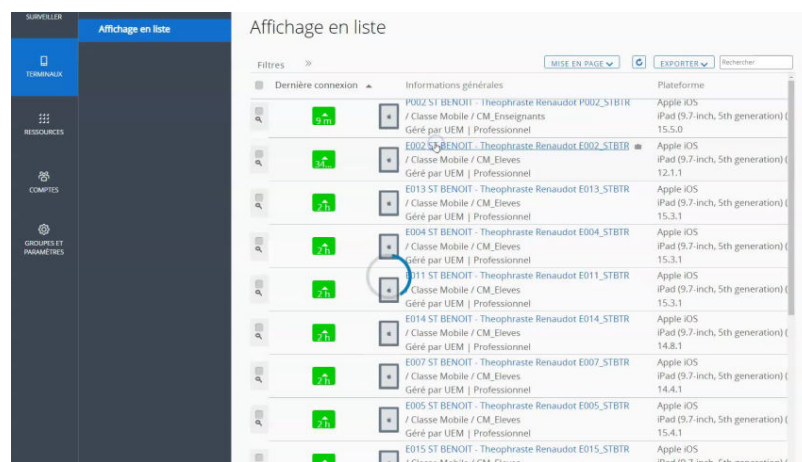 SURVEILLER
TERMINAUX
RESSOURCES
COMPTES
GROUPES ET
PARAMÈTRES
Affichage en liste
Affichage en liste
Filtres »
MISE EN PAGE
EXPORTER
Rechercher
Dernière connexion Informations générales Plateforme
P002 ST BENOIT - Theophraste Renaudot P002_STBTR Apple iOS
9 m / Classe Mobile / CM_Enseignants iPad (9.7-inch, 5th generation) (
Géré par UEM | Professionnel 15.5.0
E002 ST BENOIT - Theophraste Renaudot E002_STBTR Apple iOS
34... / Classe Mobile / CM_Eleves iPad (9.7-inch, 5th generation) (
Géré par UEM | Professionnel 12.1.1
E013 ST BENOIT - Theophraste Renaudot E013_STBTR Apple iOS
2 h / Classe Mobile / CM_Eleves iPad (9.7-inch, 5th generation) (
Géré par UEM | Professionnel 15.3.1
E004 ST BENOIT - Theophraste Renaudot E004_STBTR Apple iOS
2 h / Classe Mobile / CM_Eleves iPad (9.7-inch, 5th generation) (
Géré par UEM | Professionnel 15.3.1
E011 ST BENOIT - Theophraste Renaudot E011_STBTR Apple iOS
2 h / Classe Mobile / CM_Eleves iPad (9.7-inch, 5th generation) (
Géré par UEM | Professionnel 15.3.1
E014 ST BENOIT - Theophraste Renaudot E014_STBTR Apple iOS
2 h / Classe Mobile / CM_Eleves iPad (9.7-inch, 5th generation) (
Géré par UEM | Professionnel 14.8.1
E007 ST BENOIT - Theophraste Renaudot E007_STBTR Apple iOS
2 h / Classe Mobile / CM_Eleves iPad (9.7-inch, 5th generation) (
Géré par UEM | Professionnel 14.4.1
E005 ST BENOIT - Theophraste Renaudot E005_STBTR Apple iOS
2 h / Classe Mobile / CM_Eleves iPad (9.7-inch, 5th generation) (
Géré par UEM | Professionnel 15.4.1
E015 ST BENOIT - Theophraste Renaudot E015_STBTR Apple iOS